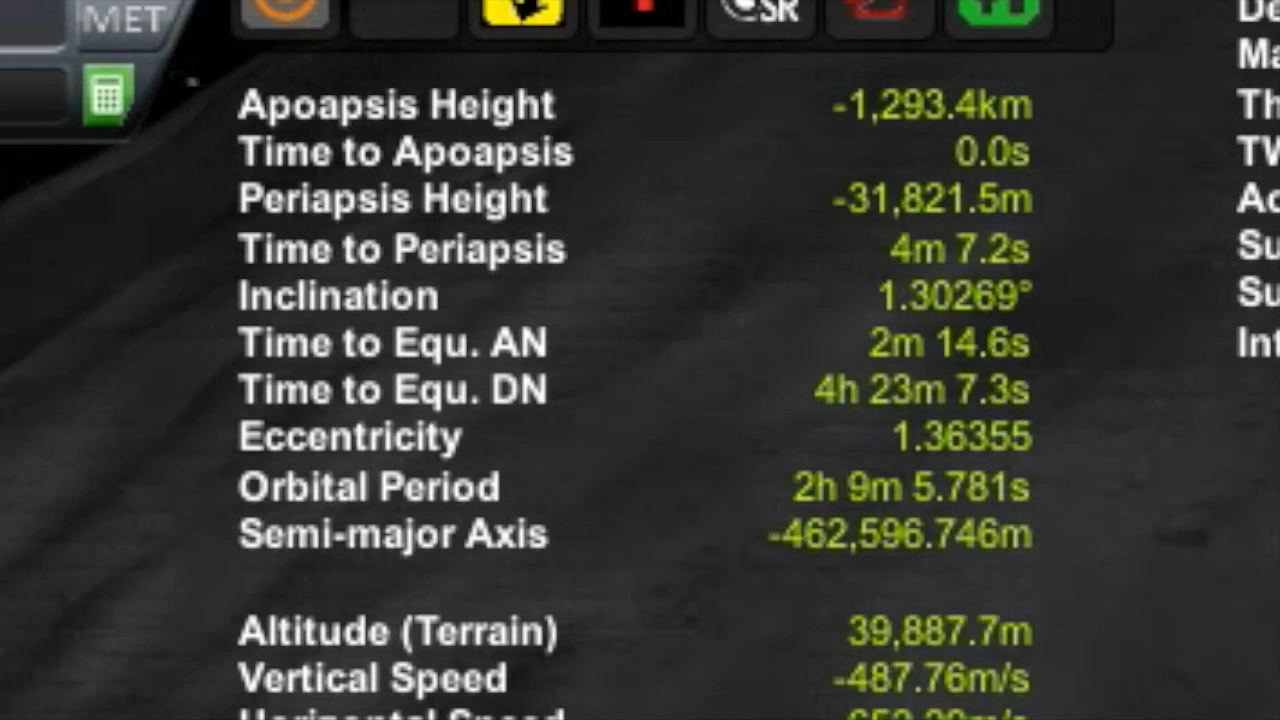 MET
SR
Apoapsis Height -1,293.4km
Time to Apoapsis 0.0s
Periapsis Height -31,821.5m
Time to Periapsis 4m 7.2s
Inclination 1.30269°
Time to Equ. AN 2m 14.6s
Time to Equ. DN 4h 23m 7.3s
Eccentricity 1.36355
Orbital Period 2h 9m 5.781s
Semi-major Axis -462,596.746m
Altitude (Terrain) 39,887.7m
Vertical Speed -487.76m/s
Horizontal Speed